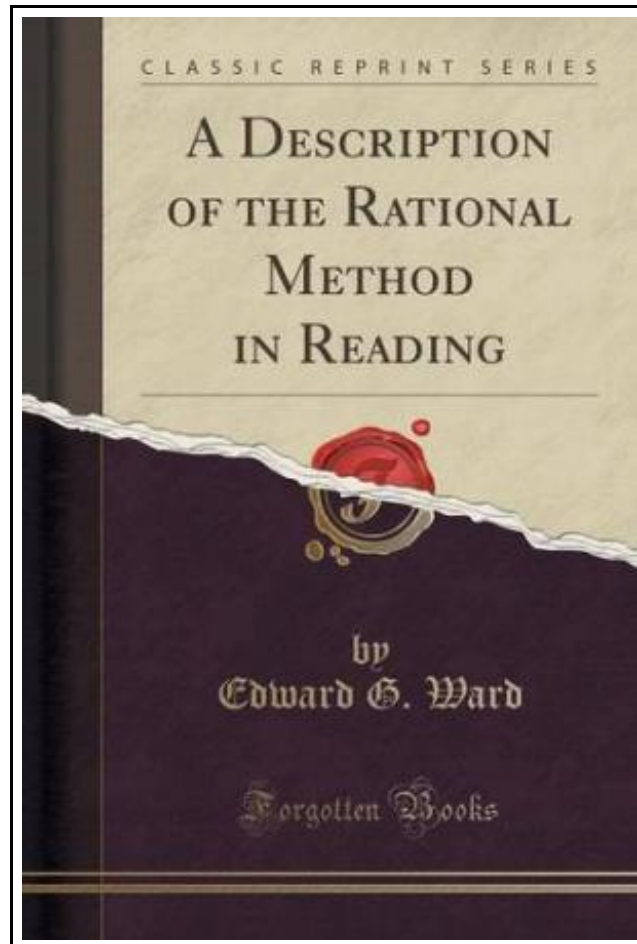 CLASSIC REPRINT SERIES
A DESCRIPTION
OF THE RATIONAL
METHOD
IN READING
by
Edward G. Ward
Forgotten Books